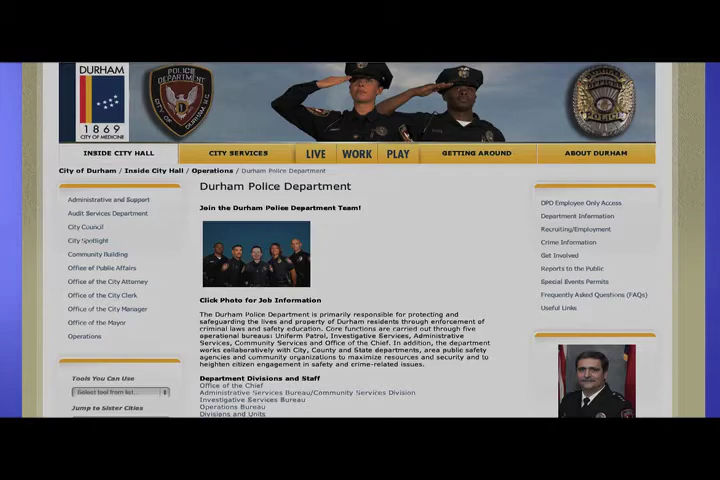 DURHAM
1869
CITY OF MEDICINE
POLICE
DEPARTMENT
CITY OF DURHAM, N.C.
INSIDE CITY HALL
CITY SERVICES
LIVE
WORK
PLAY
GETTING AROUND
ABOUT DURHAM
City of Durham / Inside City Hall / Operations / Durham Police Department
Administrative and Support
Audit Services Department
City Council
City Spotlight
Community Building
Office of Public Affairs
Office of the City Attorney
Office of the City Clerk
Office of the City Manager
Office of the Mayor
Operations
Tools You Can Use
Select tool from list...
Jump to Sister Cities
Durham Police Department
Join the Durham Police Department Team!
Click Photo for Job Information
The Durham Police Department is primarily responsible for protecting and
safeguarding the lives and property of Durham residents through enforcement of
criminal laws and safety education. Core functions are carried out through five
operational bureaus: Uniform Patrol, Investigative Services, Administrative
Services, Community Services and Office of the Chief. In addition, the department
works collaboratively with City, County and State departments, area public safety
agencies and community organizations to maximize resources and security and to
heighten citizen engagement in safety and crime-related issues.
Department Divisions and Staff
Office of the Chief
Administrative Services Bureau/Community Services Division
Investigative Services Bureau
Operations Bureau
Divisions and Units
DPD Employee Only Access
Department Information
Recruiting/Employment
Crime Information
Get Involved
Reports to the Public
Special Events Permits
Frequently Asked Questions (FAQs)
Useful Links